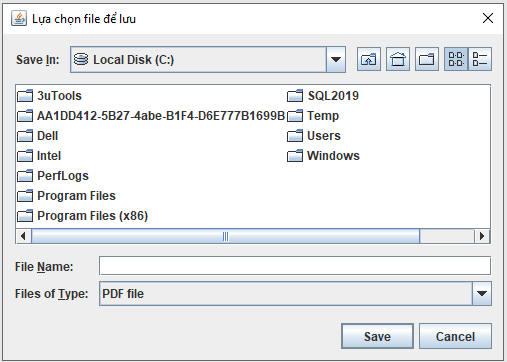 Lựa chọn file để lưu
Save In: Local Disk (C:)
3uTools
AA1DD412-5B27-4abe-B1F4-D6E777B1699B
Dell
Intel
PerfLogs
Program Files
Program Files (x86)
SQL2019
Temp
Users
Windows
File Name:
Files of Type: PDF file
Save Cancel